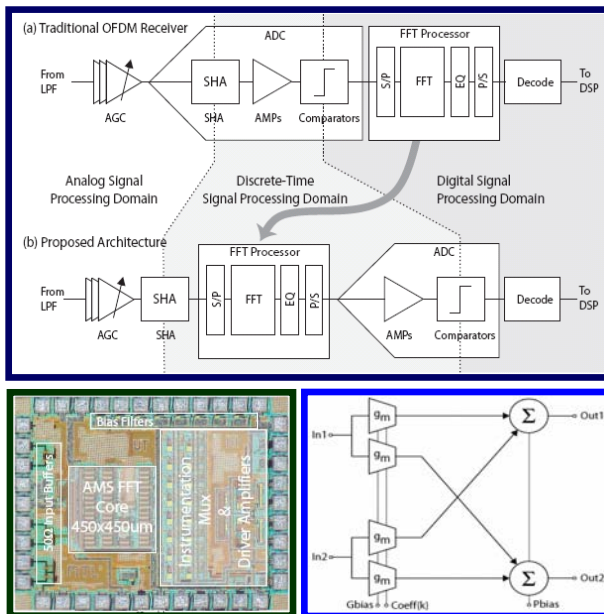 (a) Traditional OFDM Receiver
ADC
FFT Processor
From
LPF
AGC
SHA
SHA
AMPs
Comparators
S/P
FFT
EQ
P/S
Decode
To
DSP
Analog Signal
Processing Domain
Discrete-Time
Signal Processing Domain
Digital Signal
Processing Domain
(b) Proposed Architecture
FFT Processor
ADC
From
LPF
AGC
SHA
SHA
S/P
FFT
EQ
P/S
AMPs
Comparators
Decode
To
DSP
Bias Filters
50Ω Input Buffers
AMS FFT
Core
450x450um
Instrumentation
Mux
&
Driver Amplifiers
In1
gm
gm
Σ
Out1
In2
gm
gm
Σ
Out2
Gbias
Coeff(k)
Pbias